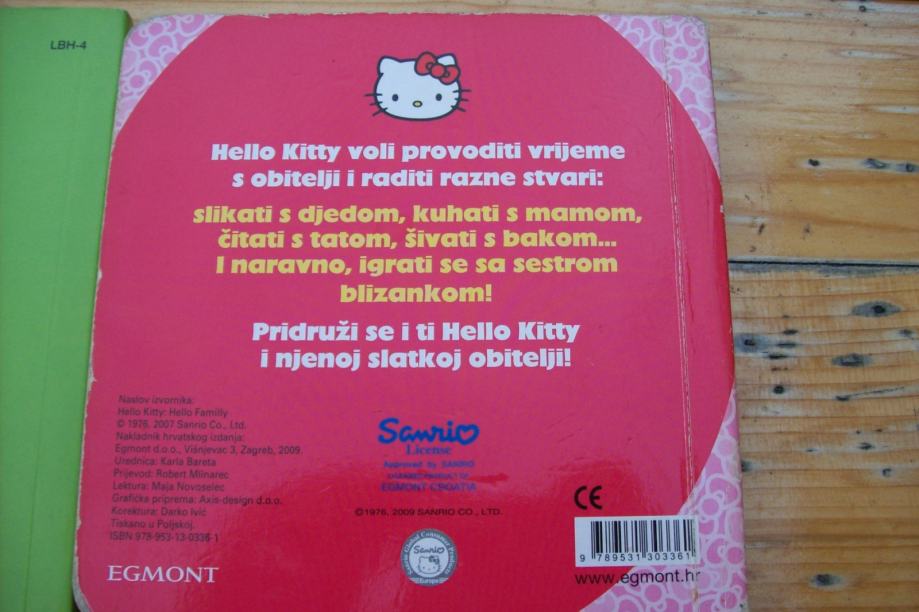 LBH-4
Hello Kitty voli provoditi vrijeme
s obitelji i raditi razne stvari:
slikati s djedom, kuhati s mamom,
čitati s tatom, šivati s bakom...
I naravno, igrati se sa sestrom
blizankom!
Pridruži se i ti Hello Kitty
i njenoj slatkoj obitelji!
Naslov izvornika:
Hello Kitty: Hello Familly
© 1976, 2007 Sanrio Co., Ltd.
Nakladnik hrvatskog izdanja:
Egmont d.o.o., Višnjevac 3, Zagreb, 2009.
Urednica: Karla Bareta
Prijevod: Robert Mlinarec
Lektura: Maja Novoselec
Grafička priprema: Axis-design d.o.o.
Korektura: Darko Ivić
Tiskano u Poljskoj.
ISBN 978-953-13-0336-1
EGMONT
Sanrio
License
Approved by SANRIO
EGMONT CROATIA
©1976, 2009 SANRIO CO., LTD.
Sanrio
Europe
CE
9 789531 303361
www.egmont.hr